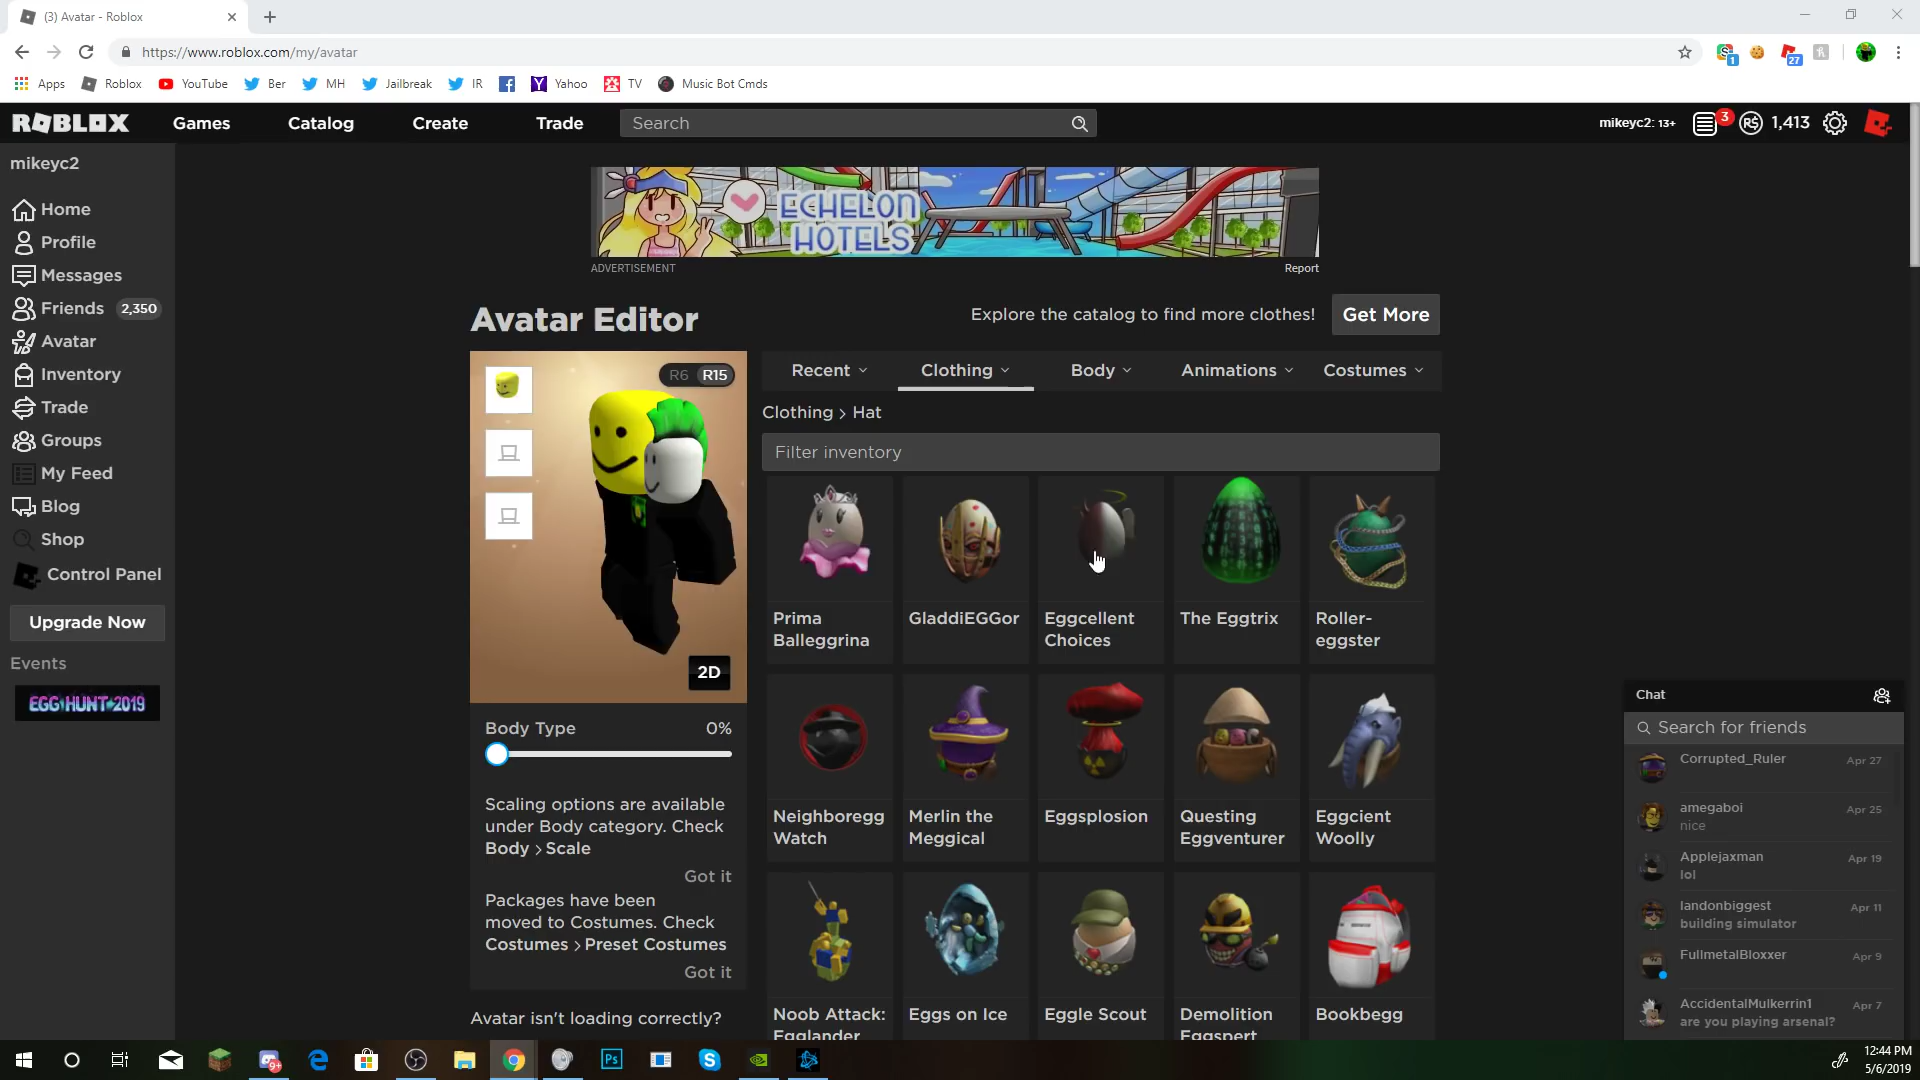 (3) Avatar - Roblox
https://www.roblox.com/my/avatar
1
27
Apps
Roblox
YouTube
Ber
MH
Jailbreak
IR
Yahoo
TV
Music Bot Cmds
ROBLOX
Games
Catalog
Create
Trade
Search
mikeyc2: 13+
3
R$
1,413
mikeyc2
Home
Profile
Messages
Friends
2,350
Avatar
Inventory
Trade
Groups
My Feed
Blog
Shop
Control Panel
Upgrade Now
Events
EGG HUNT 2019
ECHELON
HOTELS
ADVERTISEMENT
Report
Avatar Editor
Explore the catalog to find more clothes!
Get More
R6
R15
2D
Body Type
0%
Scaling options are available
under Body category. Check
Body > Scale
Got it
Packages have been
moved to Costumes. Check
Costumes > Preset Costumes
Got it
Avatar isn't loading correctly?
Recent
Clothing
Body
Animations
Costumes
Clothing > Hat
Filter inventory
Prima
Balleggrina
GladdiEGGor
Eggcellent
Choices
The Eggtrix
Roller-
eggster
Neighboregg
Watch
Merlin the
Meggical
Eggsplosion
Questing
Eggventurer
Eggcient
Woolly
Noob Attack:
Egglander
Eggs on Ice
Eggle Scout
Demolition
Eggspert
Bookbegg
Chat
Search for friends
Corrupted_Ruler
Apr 27
amegaboi
Apr 25
nice
Applejaxman
Apr 19
lol
landonbiggest
Apr 11
building simulator
FullmetalBloxxer
Apr 9
AccidentalMulkerrin1
Apr 7
are you playing arsenal?
9+
Ps
12:44 PM
5/6/2019